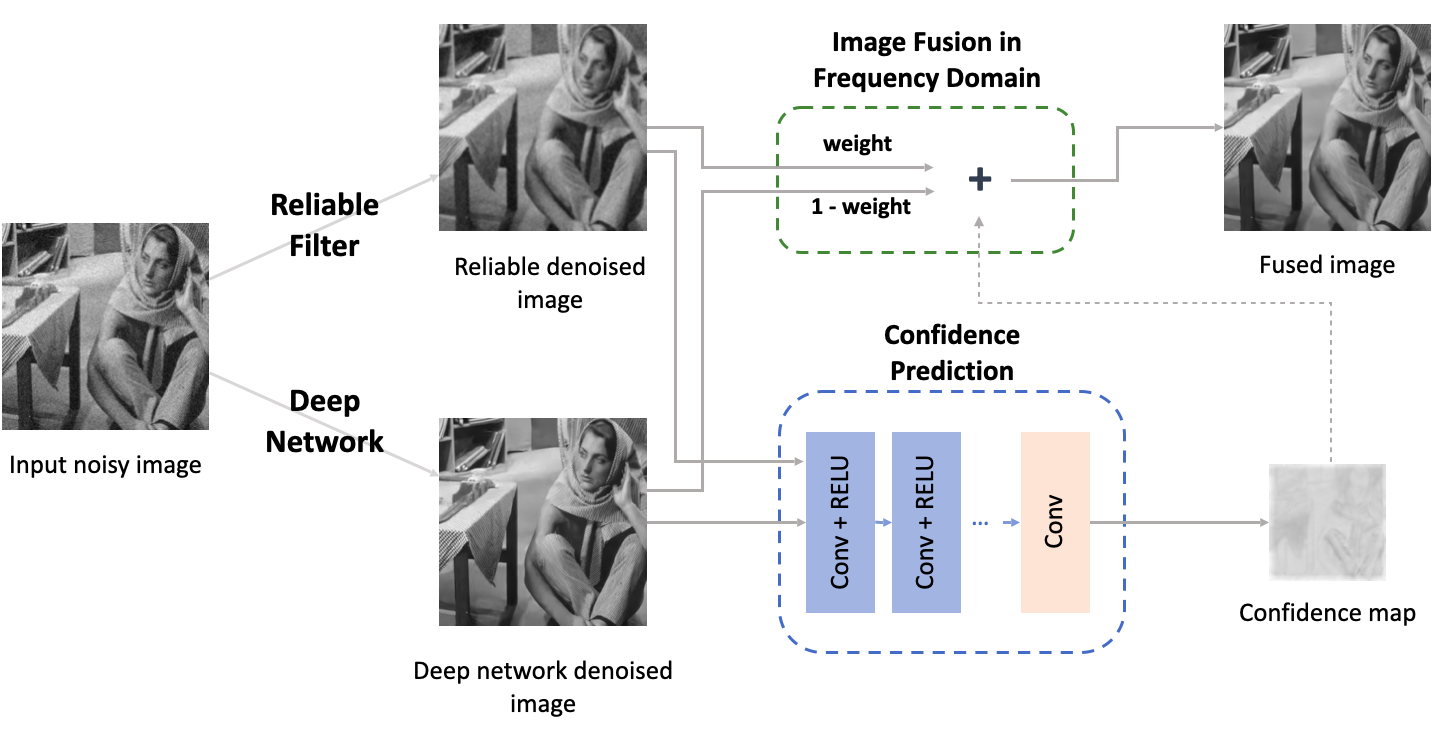 Input noisy image
Reliable
Filter
Deep
Network
Reliable denoised
image
Deep network denoised
image
Image Fusion in
Frequency Domain
weight
+
1 - weight
Fused image
Confidence
Prediction
Conv + RELU
Conv + RELU
...
Conv
Confidence map